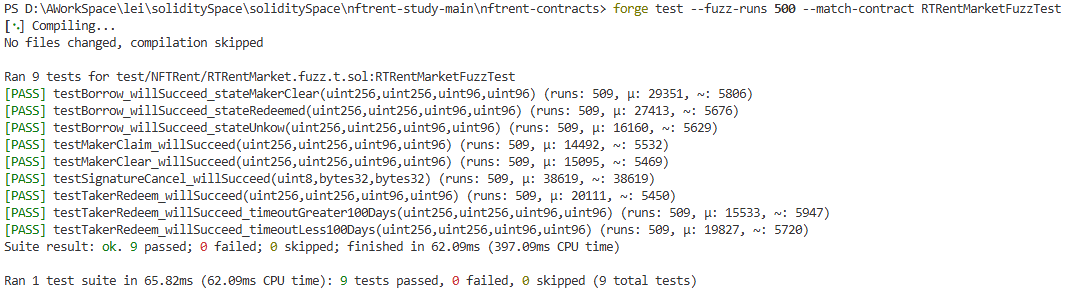 PS D:\AWorkSpace\lei\soliditySpace\soliditySpace\nftrent-study-main\nftrent-contracts> forge test --fuzz-runs 500 --match-contract RTRentMarketFuzzTest
[⠢] Compiling...
No files changed, compilation skipped
Ran 9 tests for test/NFTRent/RTRentMarket.fuzz.t.sol:RTRentMarketFuzzTest
[PASS] testBorrow_willSucceed_stateMakerClear(uint256,uint256,uint96,uint96) (runs: 509, μ: 29351, ~: 5806)
[PASS] testBorrow_willSucceed_stateRedeemed(uint256,uint256,uint96,uint96) (runs: 509, μ: 27413, ~: 5676)
[PASS] testBorrow_willSucceed_stateUnkow(uint256,uint256,uint96,uint96) (runs: 509, μ: 16160, ~: 5629)
[PASS] testMakerClaim_willSucceed(uint256,uint256,uint96,uint96) (runs: 509, μ: 14492, ~: 5532)
[PASS] testMakerClear_willSucceed(uint256,uint256,uint96,uint96) (runs: 509, μ: 15095, ~: 5469)
[PASS] testSignatureCancel_willSucceed(uint8,bytes32,bytes32) (runs: 509, μ: 38619, ~: 38619)
[PASS] testTakerRedeem_willSucceed(uint256,uint256,uint96,uint96) (runs: 509, μ: 20111, ~: 5450)
[PASS] testTakerRedeem_willSucceed_timeoutGreater100Days(uint256,uint256,uint96,uint96) (runs: 509, μ: 15533, ~: 5947)
[PASS] testTakerRedeem_willSucceed_timeoutLess100Days(uint256,uint256,uint96,uint96) (runs: 509, μ: 19827, ~: 5720)
Suite result: ok. 9 passed; 0 failed; 0 skipped; finished in 62.09ms (397.09ms CPU time)
Ran 1 test suite in 65.82ms (62.09ms CPU time): 9 tests passed, 0 failed, 0 skipped (9 total tests)